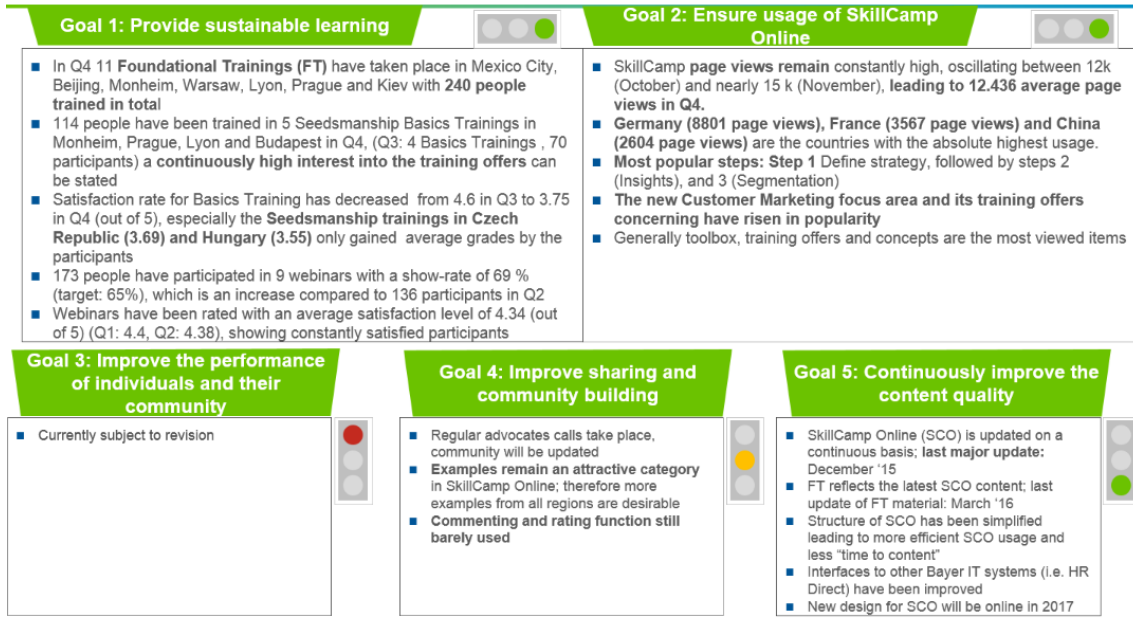 Goal 1: Provide sustainable learning
In Q4 11 Foundational Trainings (FT) have taken place in Mexico City,
Beijing, Monheim, Warsaw, Lyon, Prague and Kiev with 240 people
trained in total
114 people have been trained in 5 Seedsmanship Basics Trainings in
Monheim, Prague, Lyon and Budapest in Q4, (Q3: 4 Basics Trainings , 70
participants) a continuously high interest into the training offers can
be stated
Satisfaction rate for Basics Training has decreased from 4.6 in Q3 to 3.75
in Q4 (out of 5), especially the Seedsmanship trainings in Czech
Republic (3.69) and Hungary (3.55) only gained average grades by the
participants
173 people have participated in 9 webinars with a show-rate of 69 %
(target: 65%), which is an increase compared to 136 participants in Q2
Webinars have been rated with an average satisfaction level of 4.34 (out
of 5) (Q1: 4.4, Q2: 4.38), showing constantly satisfied participants
Goal 2: Ensure usage of SkillCamp
Online
SkillCamp page views remain constantly high, oscillating between 12k
(October) and nearly 15 k (November), leading to 12.436 average page
views in Q4.
Germany (8801 page views), France (3567 page views) and China
(2604 page views) are the countries with the absolute highest usage.
Most popular steps: Step 1 Define strategy, followed by steps 2
(Insights), and 3 (Segmentation)
The new Customer Marketing focus area and its training offers
concerning have risen in popularity
Generally toolbox, training offers and concepts are the most viewed items
Goal 3: Improve the performance
of individuals and their
community
Currently subject to revision
Goal 4: Improve sharing and
community building
Regular advocates calls take place,
community will be updated
Examples remain an attractive category
in SkillCamp Online; therefore more
examples from all regions are desirable
Commenting and rating function still
barely used
Goal 5: Continuously improve the
content quality
SkillCamp Online (SCO) is updated on a
continuous basis; last major update:
December ‘15
FT reflects the latest SCO content; last
update of FT material: March ‘16
Structure of SCO has been simplified
leading to more efficient SCO usage and
less “time to content”
Interfaces to other Bayer IT systems (i.e. HR
Direct) have been improved
New design for SCO will be online in 2017